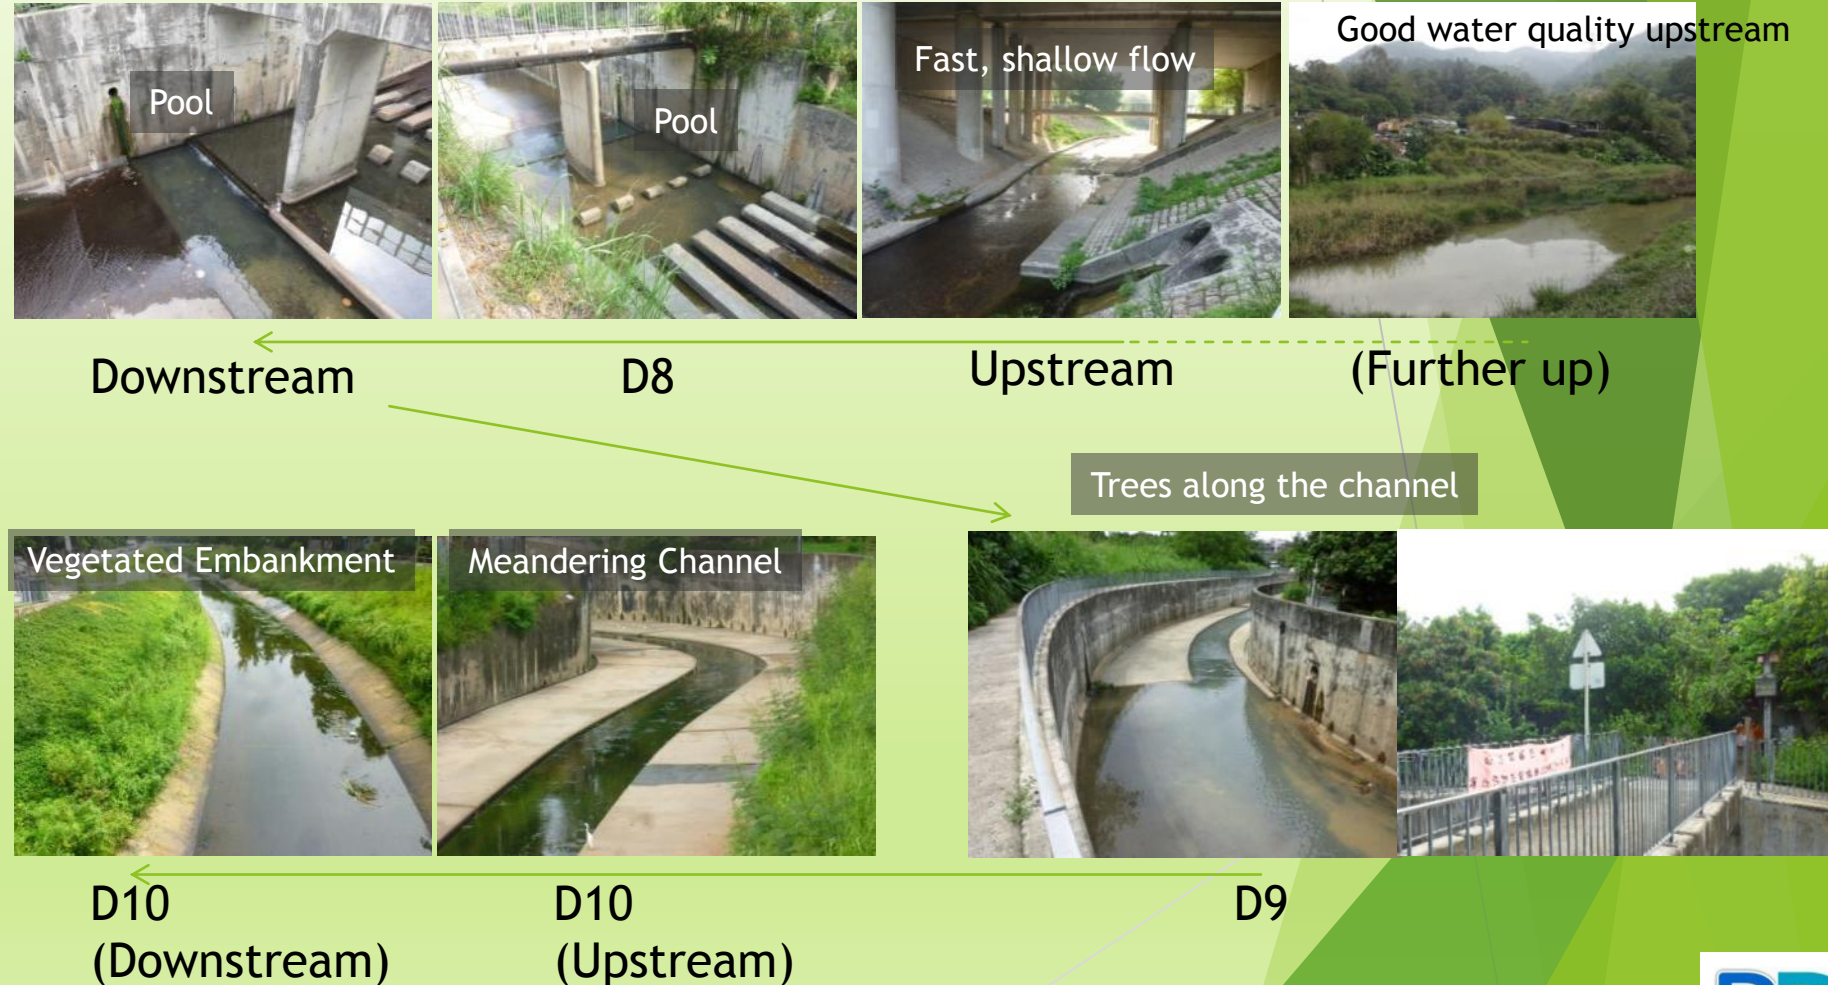 Good water quality upstream
Pool
Pool
Fast, shallow flow
Downstream
D8
Upstream
(Further up)
Trees along the channel
Vegetated Embankment
Meandering Channel
D10
(Downstream)
D10
(Upstream)
D9